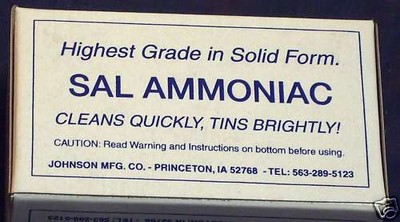 Highest Grade in Solid Form.
SAL AMMONIAC
CLEANS QUICKLY, TINS BRIGHTLY!
CAUTION: Read Warning and Instructions on bottom before using.
JOHNSON MFG. CO. - PRINCETON, IA 52768 - TEL: 563-289-5123